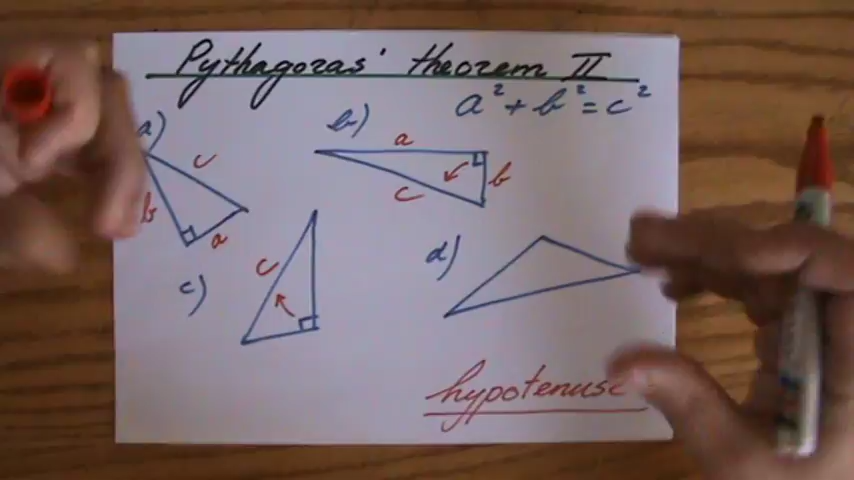 Pythagoras' theorem II
a² + b² = c²
a)
c
b
a
b)
a
b
c
c)
c
d)
hypotenuse